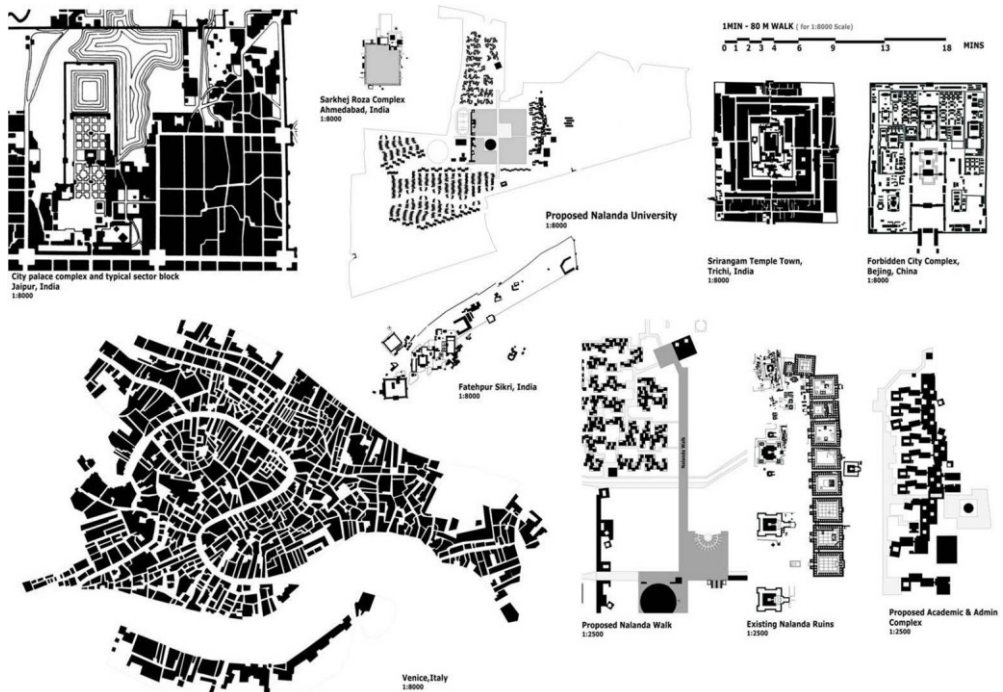 1MIN - 80 M WALK ( for 1:8000 Scale)
0 1 2 3 4 6 9 13 18 MINS
Sarkhej Roza Complex
Ahmedabad, India
1:8000
Proposed Nalanda University
1:8000
City palace complex and typical sector block
Jaipur, India
1:8000
Srirangam Temple Town,
Trichi, India
1:8000
Forbidden City Complex,
Bejing, China
1:8000
Fatehpur Sikri, India
1:8000
Nalanda Walk
Proposed Nalanda Walk
1:2500
Existing Nalanda Ruins
1:2500
Proposed Academic & Admin
Complex
1:2500
Venice,Italy
1:8000